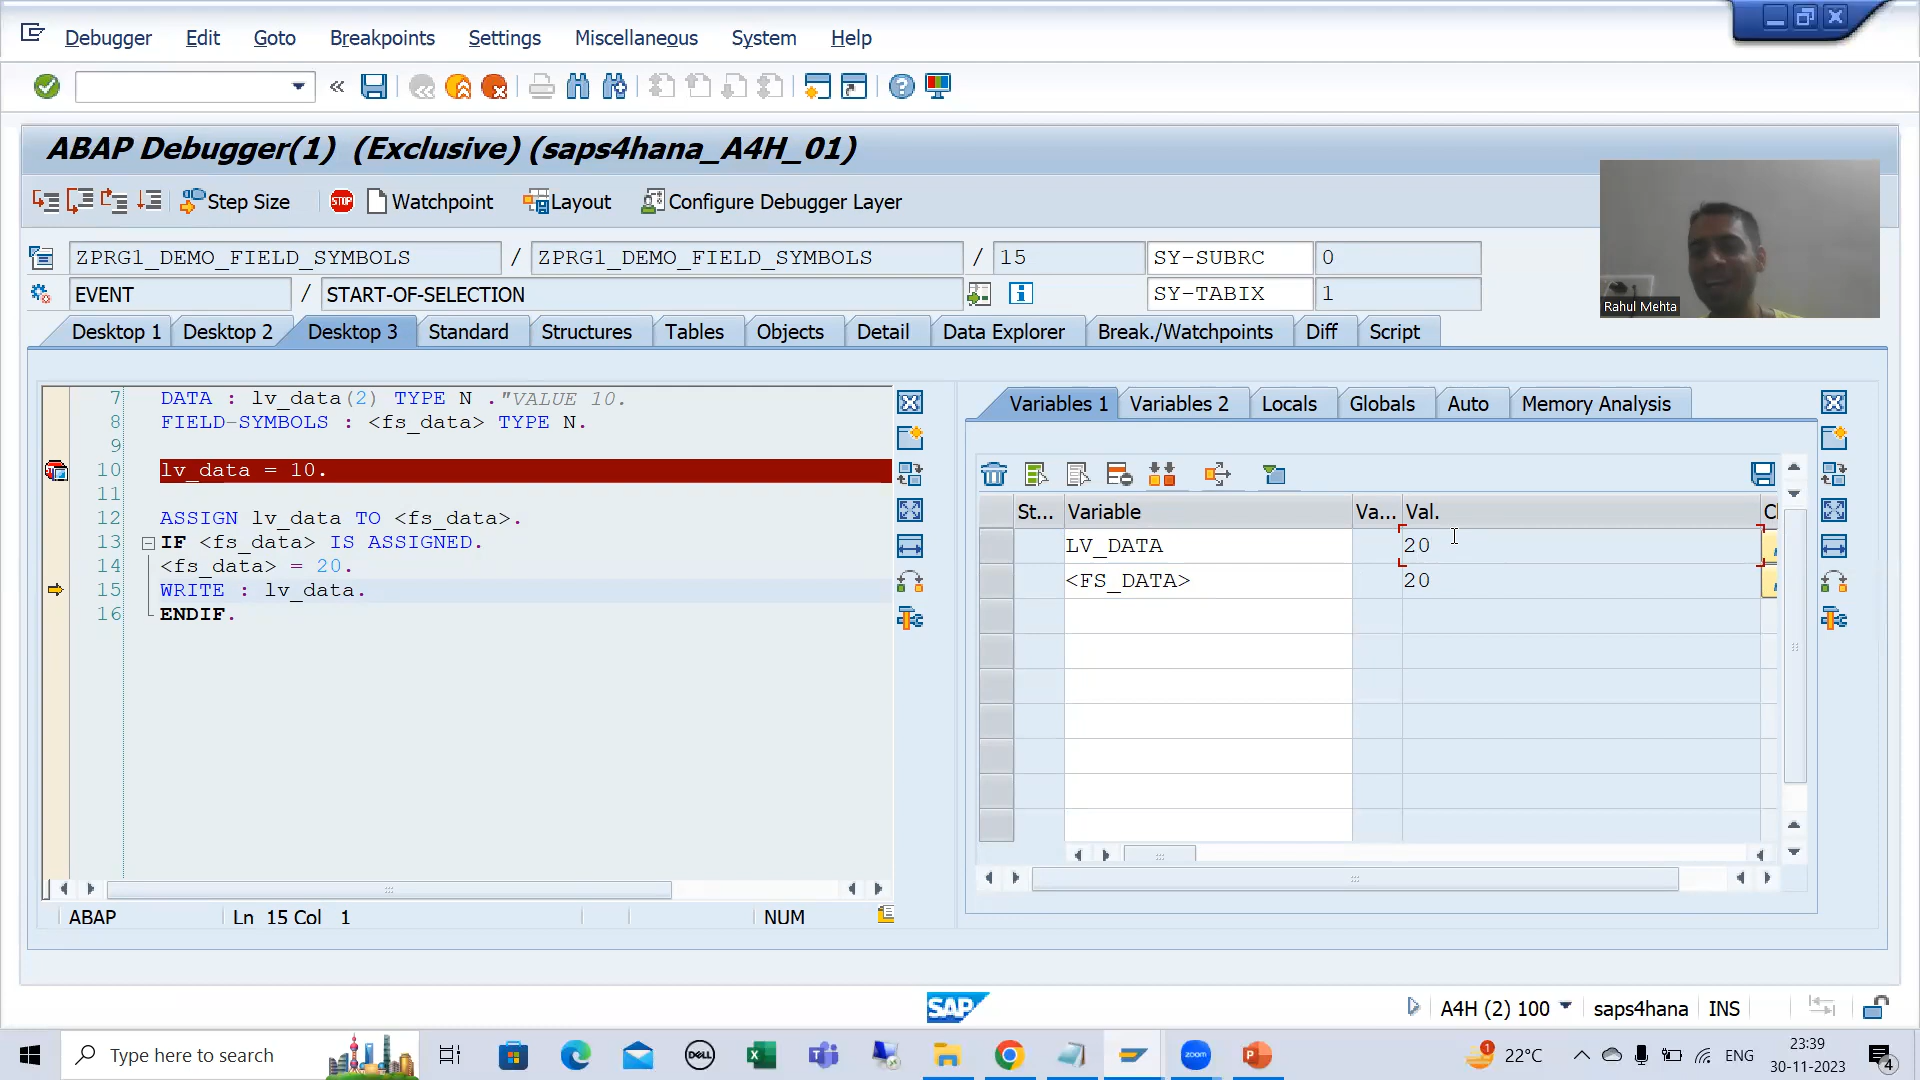 Debugger Edit Goto Breakpoints Settings Miscellaneous System Help
ABAP Debugger(1) (Exclusive) (saps4hana_A4H_01)
Step Size STOP Watchpoint Layout Configure Debugger Layer
ZPRG1_DEMO_FIELD_SYMBOLS / ZPRG1_DEMO_FIELD_SYMBOLS / 15 SY-SUBRC 0
EVENT / START-OF-SELECTION SY-TABIX 1
Rahul Mehta
Desktop 1 Desktop 2 Desktop 3 Standard Structures Tables Objects Detail Data Explorer Break./Watchpoints Diff Script
7 DATA : lv_data(2) TYPE N ."VALUE 10.
8 FIELD-SYMBOLS : <fs_data> TYPE N.
9
10 lv_data = 10.
11
12 ASSIGN lv_data TO <fs_data>.
13 IF <fs_data> IS ASSIGNED.
14 <fs_data> = 20.
15 WRITE : lv_data.
16 ENDIF.
ABAP Ln 15 Col 1 NUM
Variables 1 Variables 2 Locals Globals Auto Memory Analysis
St... Variable Va... Val.
LV_DATA 20
<FS_DATA> 20
SAP
A4H (2) 100 saps4hana INS
Type here to search
DELL
zoom
1 22°C ENG
23:39
30-11-2023
4